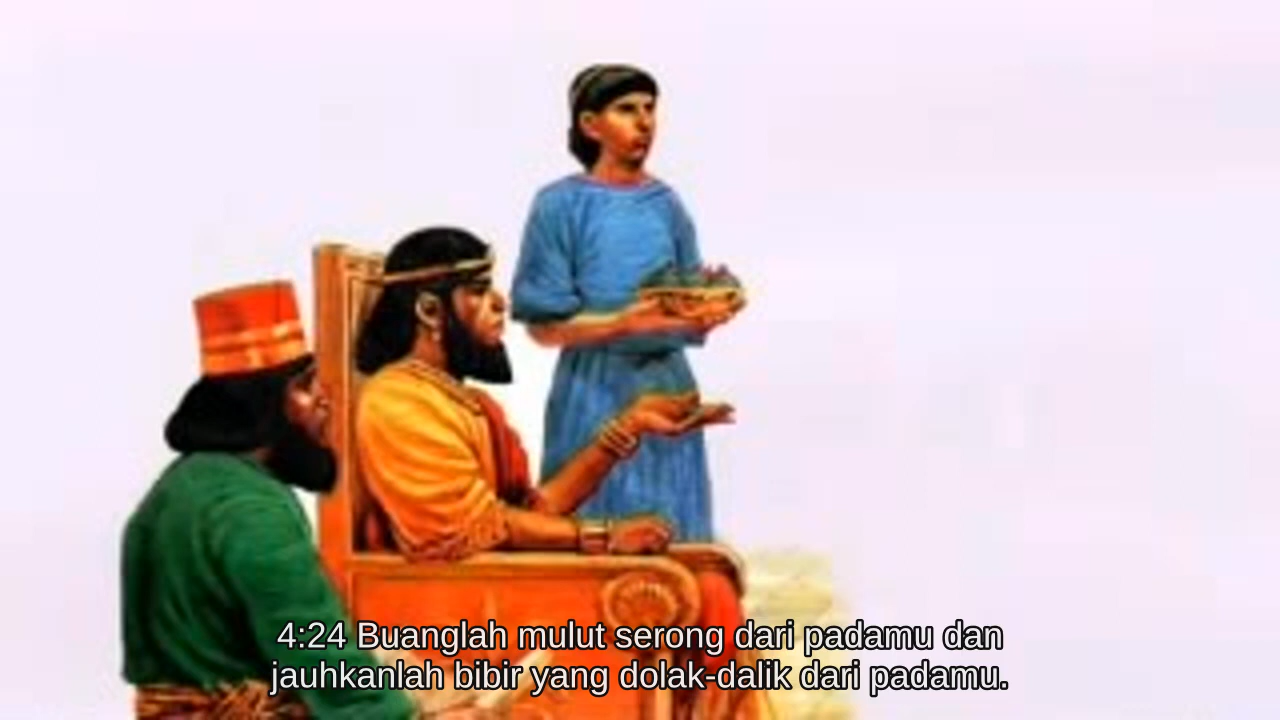 4:24 Buanglah mulut serong dari padamu dan
jauhkanlah bibir yang dolak-dalik dari padamu.